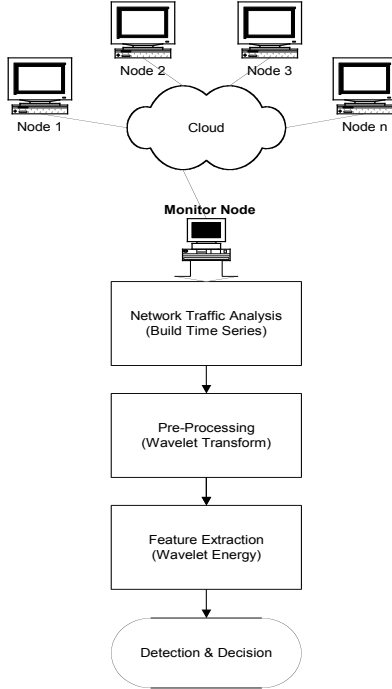 Node 2
Node 3
Node 1
Cloud
Node n
Monitor Node
Network Traffic Analysis
(Build Time Series)
Pre-Processing
(Wavelet Transform)
Feature Extraction
(Wavelet Energy)
Detection & Decision